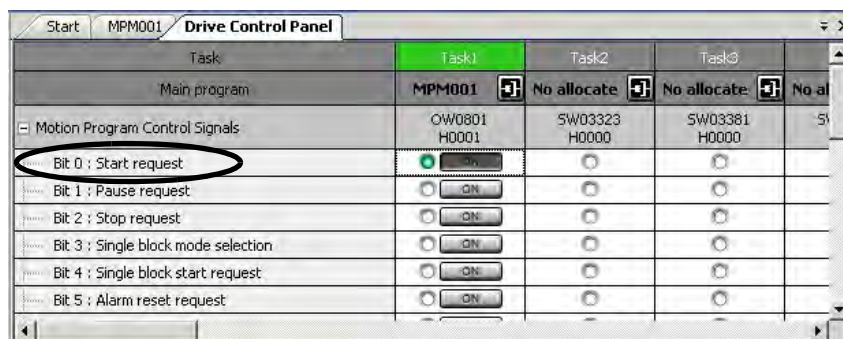 Start MPM001 Drive Control Panel
Task Task1 Task2 Task3
Main program MPM001 No allocate No allocate No al
Motion Program Control Signals OW0801 SW03323 SW03381
H0001 H0000 H0000
Bit 0 : Start request ON
Bit 1 : Pause request ON
Bit 2 : Stop request ON
Bit 3 : Single block mode selection ON
Bit 4 : Single block start request ON
Bit 5 : Alarm reset request ON